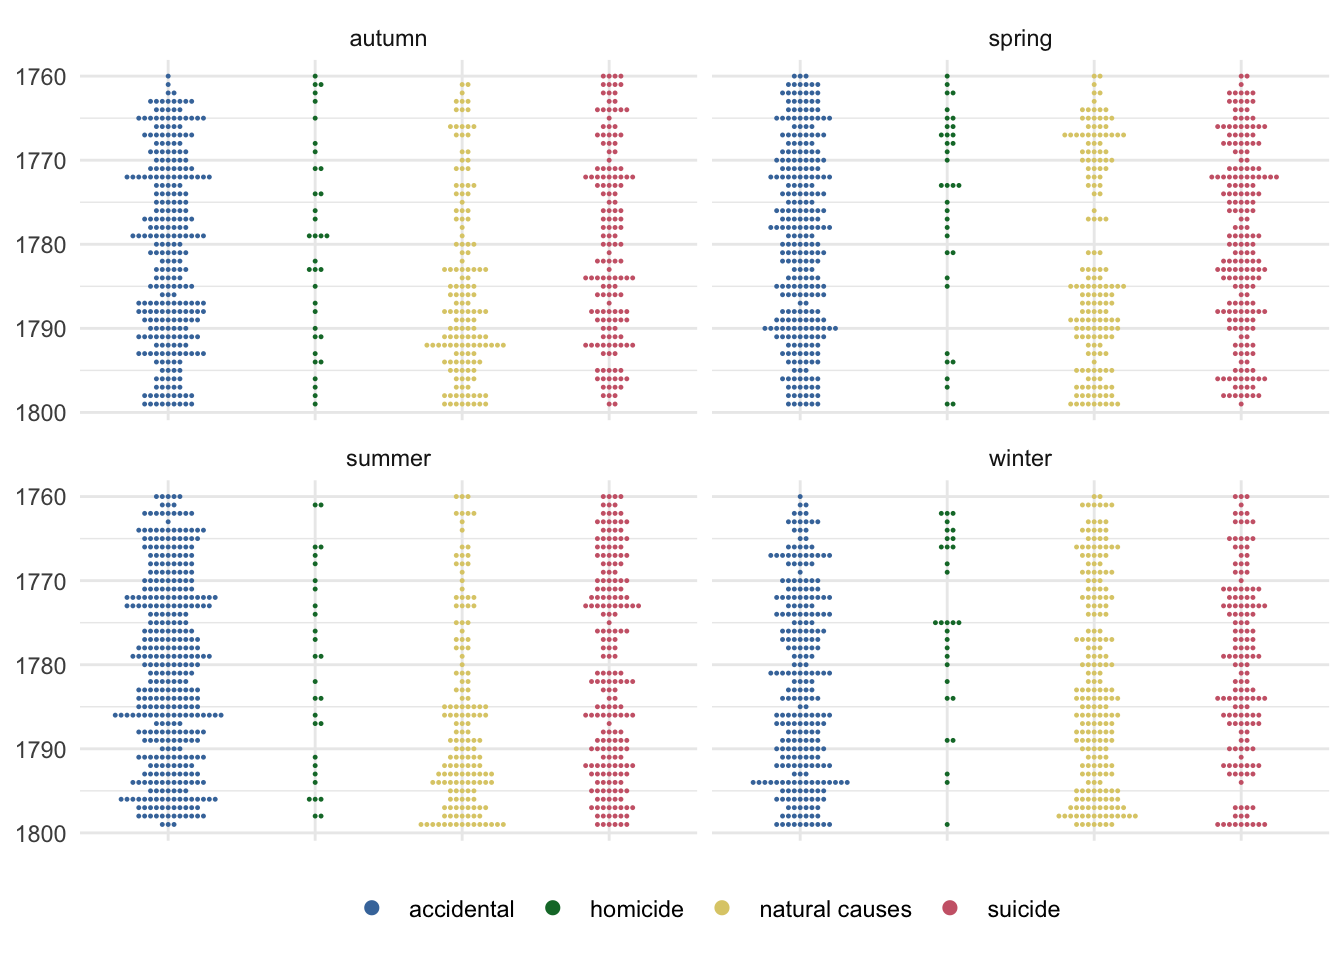 autumn
spring
1760
1770
1780
1790
1800
summer
winter
1760
1770
1780
1790
1800
accidental
homicide
natural causes
suicide